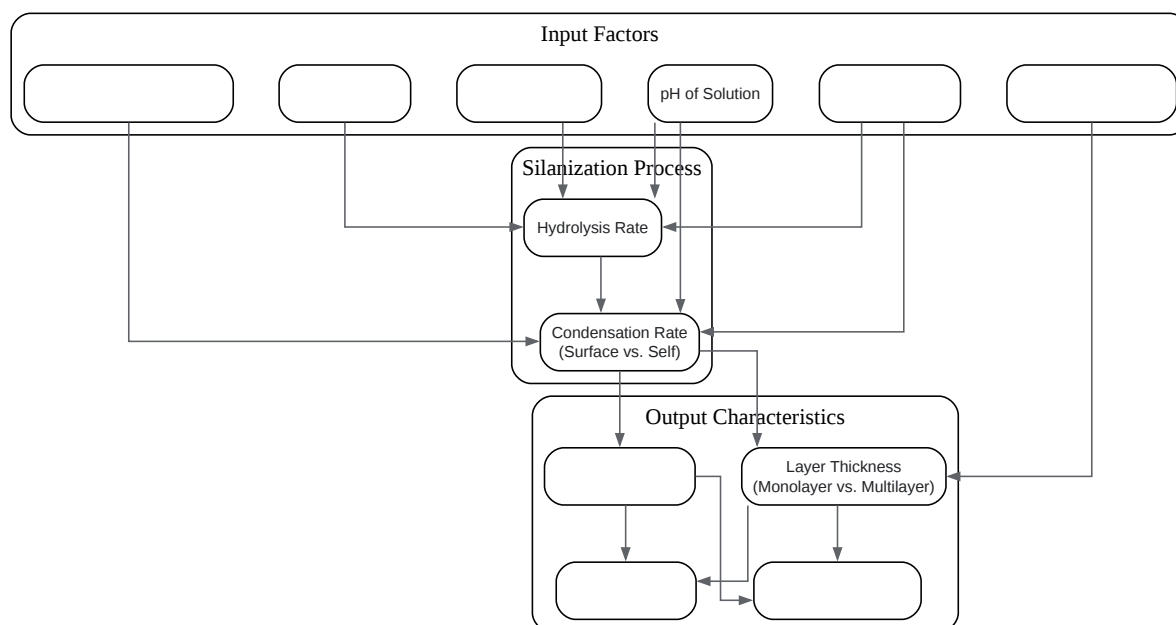 Input Factors
pH of Solution
Silanization Process
Hydrolysis Rate
Condensation Rate
(Surface vs. Self)
Output Characteristics
Layer Thickness
(Monolayer vs. Multilayer)